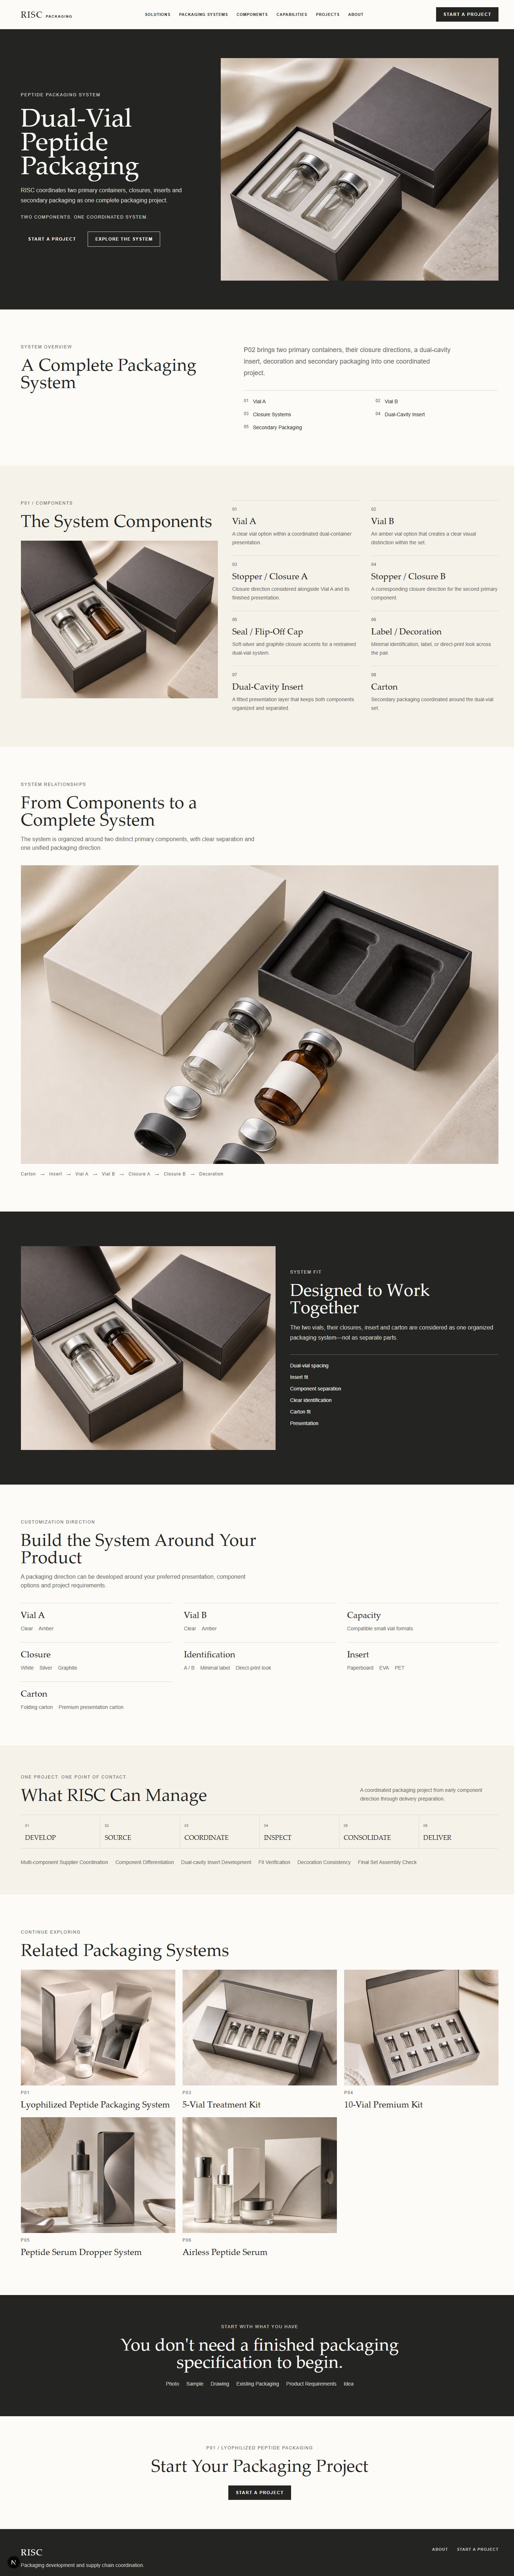 RISC PACKAGING
SOLUTIONS PACKAGING SYSTEMS COMPONENTS CAPABILITIES PROJECTS ABOUT
START A PROJECT
PEPTIDE PACKAGING SYSTEM
Dual-Vial
Peptide
Packaging
RISC coordinates two primary containers, closures, inserts and
secondary packaging as one complete packaging project.
TWO COMPONENTS. ONE COORDINATED SYSTEM.
START A PROJECT EXPLORE THE SYSTEM
SYSTEM OVERVIEW
A Complete Packaging
System
P02 brings two primary containers, their closure directions, a dual-cavity
insert, decoration and secondary packaging into one coordinated
project.
01 Vial A
02 Vial B
03 Closure Systems
04 Dual-Cavity Insert
05 Secondary Packaging
P01 / COMPONENTS
The System Components
01
Vial A
A clear vial option within a coordinated dual-container
presentation.
02
Vial B
An amber vial option that creates a clear visual
distinction within the set.
03
Stopper / Closure A
Closure direction considered alongside Vial A and its
finished presentation.
04
Stopper / Closure B
A corresponding closure direction for the second primary
component.
05
Seal / Flip-Off Cap
Soft-silver and graphite closure accents for a restrained
dual-vial system.
06
Label / Decoration
Minimal identification, label, or direct-print look across
the pair.
07
Dual-Cavity Insert
A fitted presentation layer that keeps both components
organized and separated.
08
Carton
Secondary packaging coordinated around the dual-vial
set.
SYSTEM RELATIONSHIPS
From Components to a
Complete System
The system is organized around two distinct primary components, with clear separation and
one unified packaging direction.
Carton → Insert → Vial A → Vial B → Closure A → Closure B → Decoration
SYSTEM FIT
Designed to Work
Together
The two vials, their closures, insert and carton are considered as one organized
packaging system—not as separate parts.
Dual-vial spacing
Insert fit
Component separation
Clear identification
Carton fit
Presentation
CUSTOMIZATION DIRECTION
Build the System Around Your
Product
A packaging direction can be developed around your preferred presentation, component
options and project requirements.
Vial A
Clear Amber
Vial B
Clear Amber
Capacity
Compatible small vial formats
Closure
White Silver Graphite
Identification
A / B Minimal label Direct-print look
Insert
Paperboard EVA PET
Carton
Folding carton Premium presentation carton
ONE PROJECT. ONE POINT OF CONTACT.
What RISC Can Manage
A coordinated packaging project from early component
direction through delivery preparation.
01
DEVELOP
02
SOURCE
03
COORDINATE
04
INSPECT
05
CONSOLIDATE
06
DELIVER
Multi-component Supplier Coordination Component Differentiation Dual-cavity Insert Development Fit Verification Decoration Consistency Final Set Assembly Check
CONTINUE EXPLORING
Related Packaging Systems
P01
Lyophilized Peptide Packaging System
P03
5-Vial Treatment Kit
P04
10-Vial Premium Kit
P05
Peptide Serum Dropper System
P06
Airless Peptide Serum
START WITH WHAT YOU HAVE
You don't need a finished packaging
specification to begin.
Photo Sample Drawing Existing Packaging Product Requirements Idea
P01 / LYOPHILIZED PEPTIDE PACKAGING
Start Your Packaging Project
START A PROJECT
RISC
Packaging development and supply chain coordination.
ABOUT START A PROJECT
N